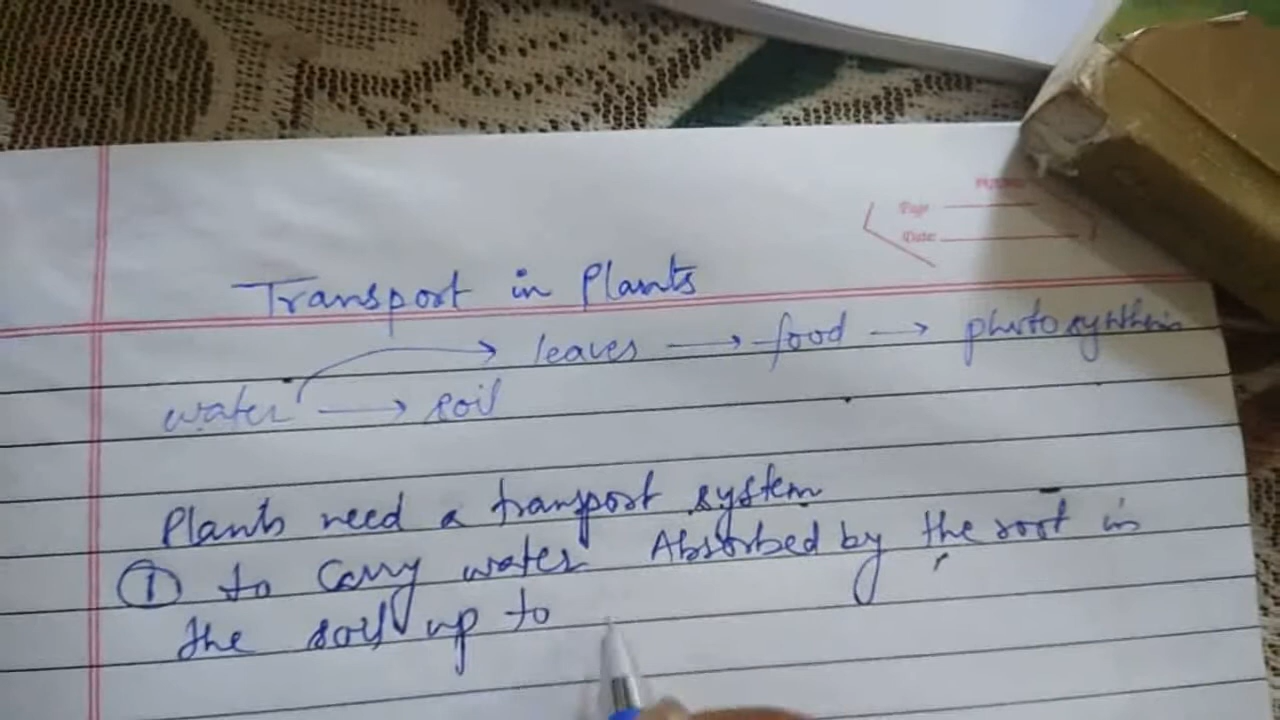 Page
Date:
Transport in Plants
leaves → food → photosynthesis
water → soil
Plants need a transport system
① to carry water Absorbed by the root in
the soil up to